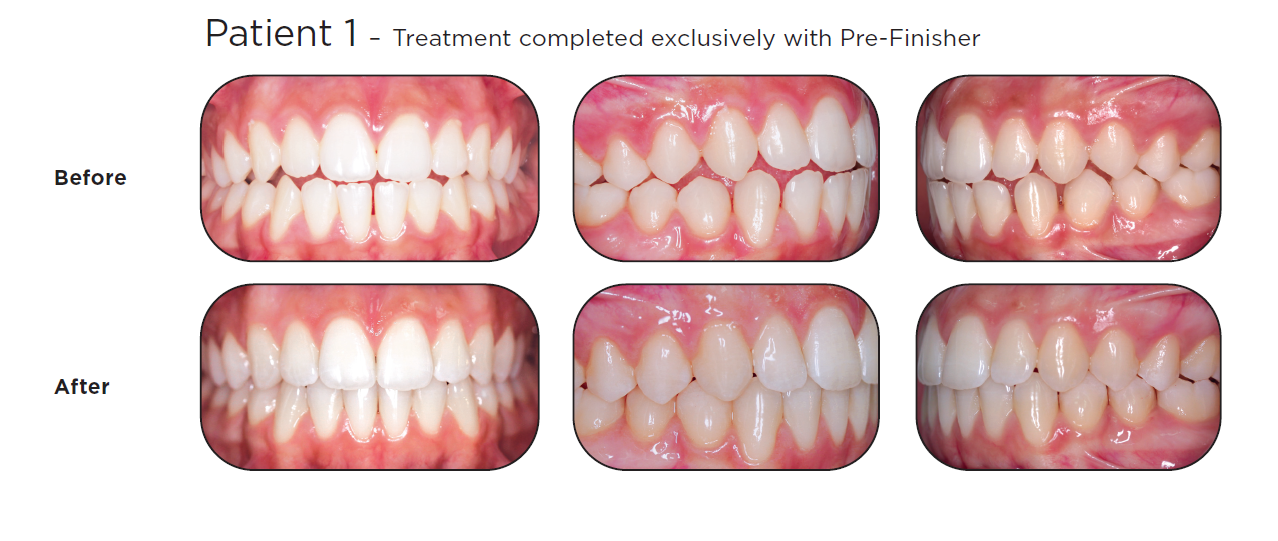 Patient 1 – Treatment completed exclusively with Pre-Finisher
Before
After